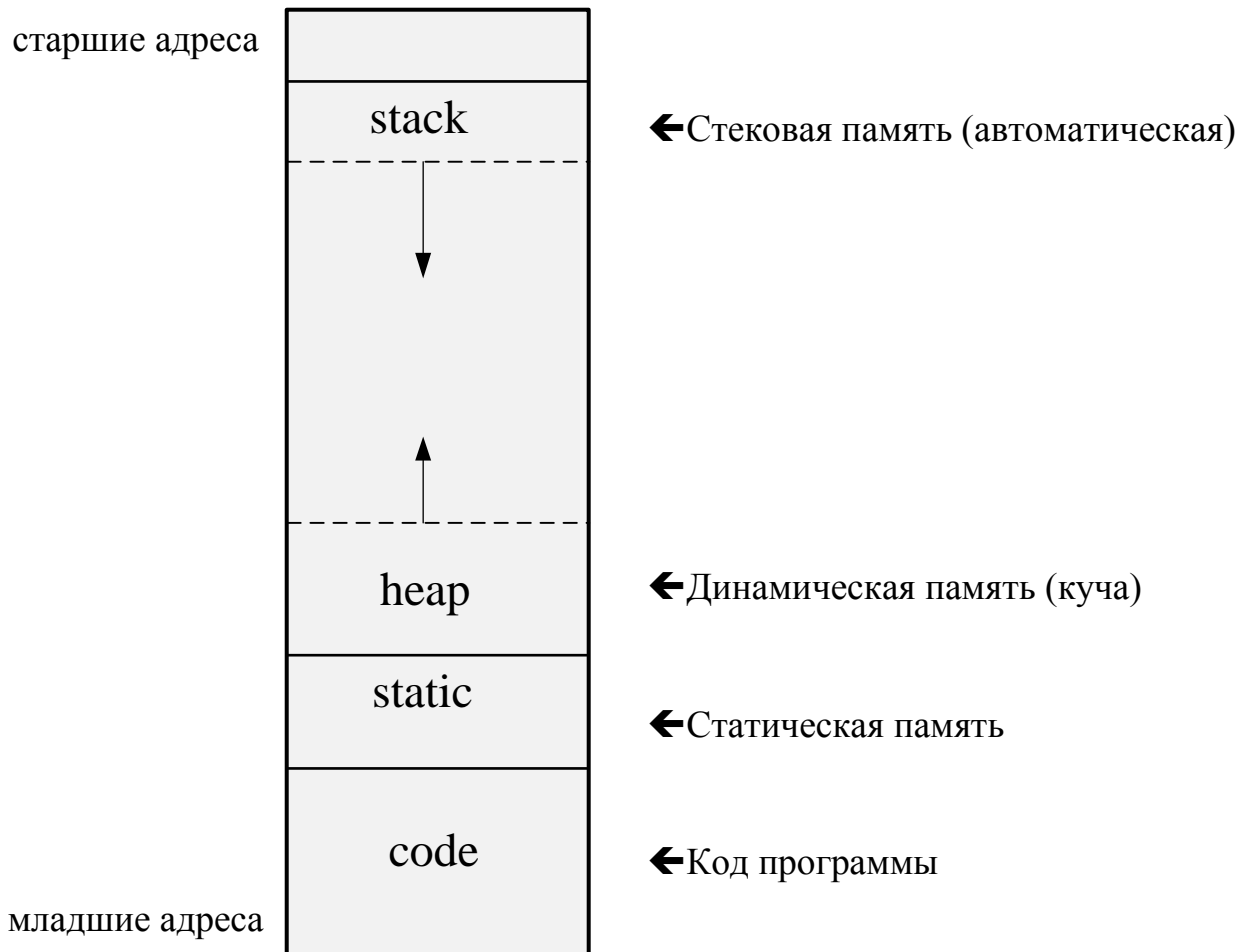 старшие адреса
stack
🡸Стековая память (автоматическая)
heap
🡸Динамическая память (куча)
static
🡸Статическая память
code
🡸Код программы
младшие адреса